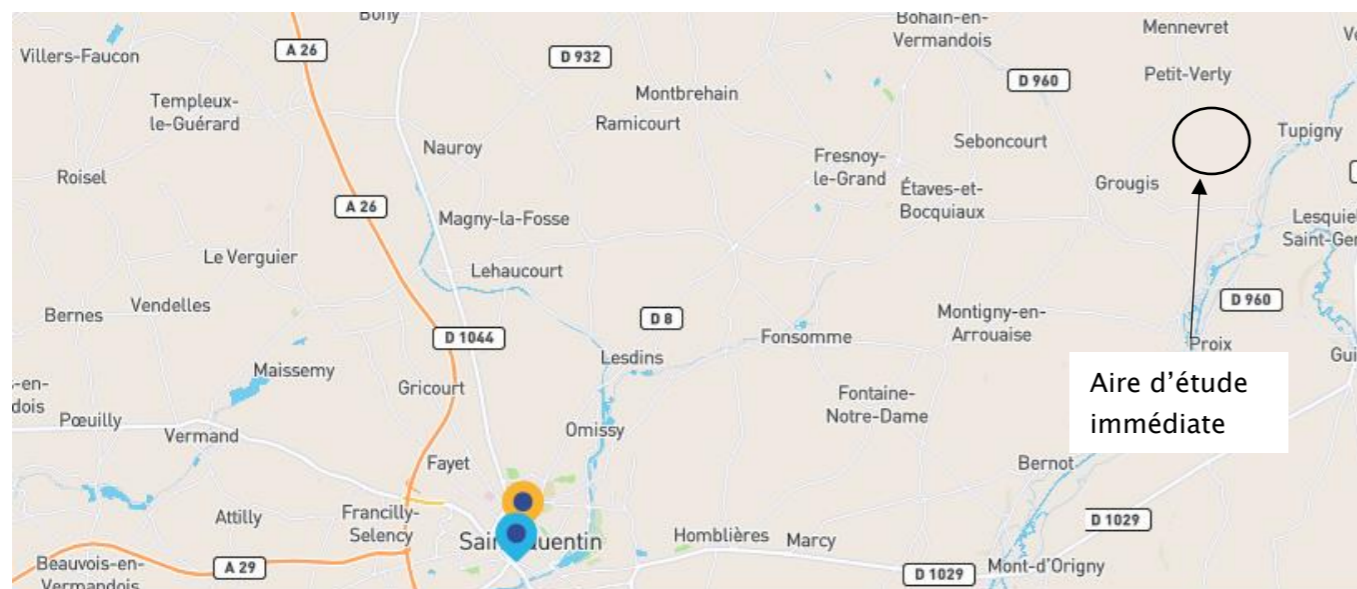 Bony
Bohain-en-
Vermandois
Mennevret
Villers-Faucon
A 26
D 932
D 960
Petit-Verly
Templeux-
le-Guérard
Montbrehain
Ramicourt
Tupigny
Nauroy
Seboncourt
Fresnoy-
le-Grand
Roisel
Étaves-et-
Bocquiaux
Grougis
A 26
Magny-la-Fosse
Le Verguier
Lehaucourt
D 960
Vendelles
Bernes
D 8
Montigny-en-
Arrouaise
D 1044
Fonsomme
Proix
Lesdins
Maissemy
Gricourt
Aire d’étude
immédiate
Fontaine-
Notre-Dame
Pœuilly
Vermand
Omissy
Fayet
Bernot
Attilly
Francilly-
Selency
D 1029
Homblières
Marcy
Beauvois-en-
Vermandois
A 29
D 1029
Mont-d'Origny